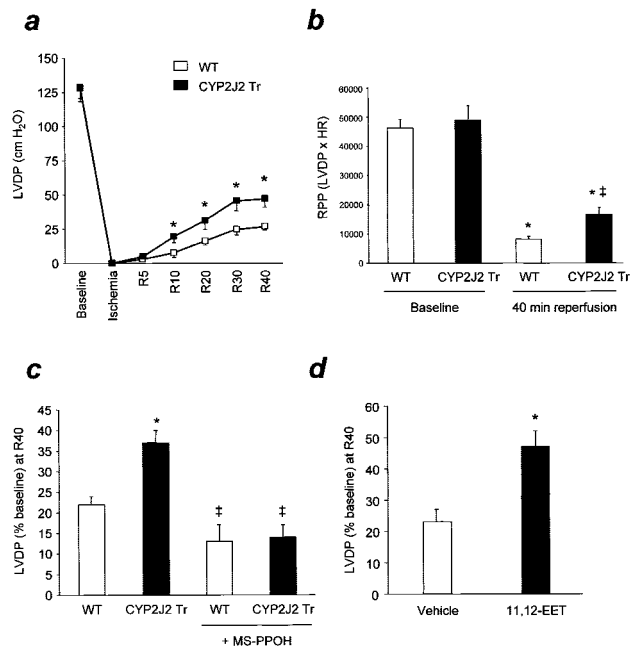 a
150
125
100
75
50
25
0
LVDP (cm H2O)
WT
CYP2J2 Tr
* * * *
Baseline
Ischemia
R5
R10
R20
R30
R40
b
60000
50000
40000
30000
20000
10000
0
RPP (LVDP x HR)
*
* ‡
WT CYP2J2 Tr WT CYP2J2 Tr
Baseline 40 min reperfusion
c
45
40
35
30
25
20
15
10
5
0
LVDP (% baseline) at R40
*
‡ ‡
WT CYP2J2 Tr WT CYP2J2 Tr
+ MS-PPOH
d
60
50
40
30
20
10
0
LVDP (% baseline) at R40
*
Vehicle 11,12-EET